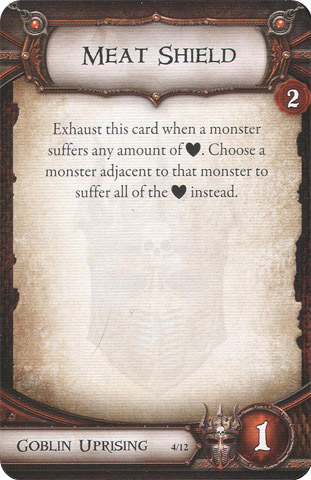 Meat Shield
2
Exhaust this card when a monster
suffers any amount of ♥. Choose a
monster adjacent to that monster to
suffer all of the ♥ instead.
Goblin Uprising 4/12
1